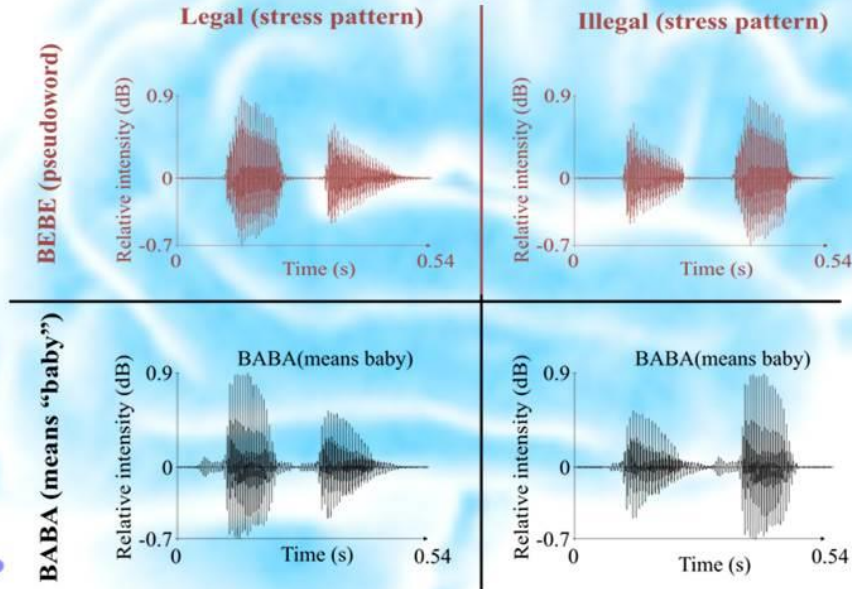 Legal (stress pattern)
Illegal (stress pattern)
BEBE (pseudoword)
Relative intensity (dB)
0.9
0
-0.7
0
Time (s)
0.54
Relative intensity (dB)
0.9
0
-0.7
0
Time (s)
0.54
BABA (means "baby”)
BABA(means baby)
Relative intensity (dB)
0.9
0
-0.7
0
Time (s)
0.54
BABA(means baby)
Relative intensity (dB)
0.9
0
-0.7
0
Time (s)
0.54